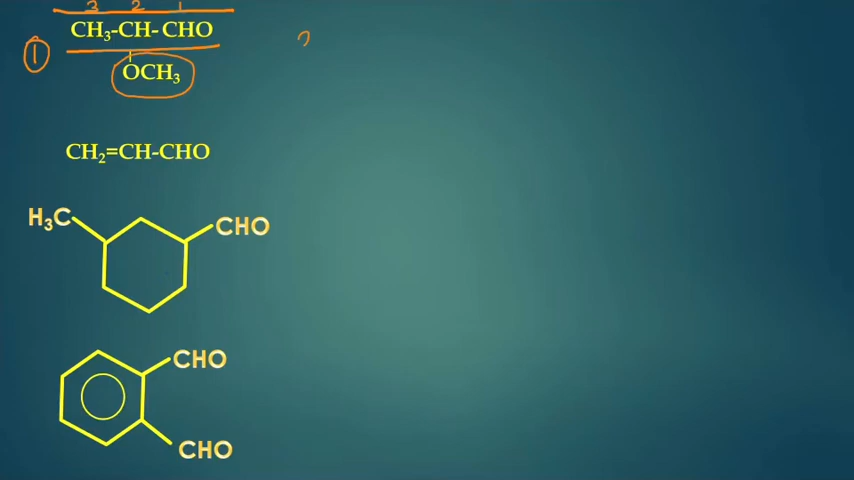 3 2 1
CH₃-CH-CHO
①
OCH₃
CH₂=CH-CHO
H₃C CHO
CHO
CHO